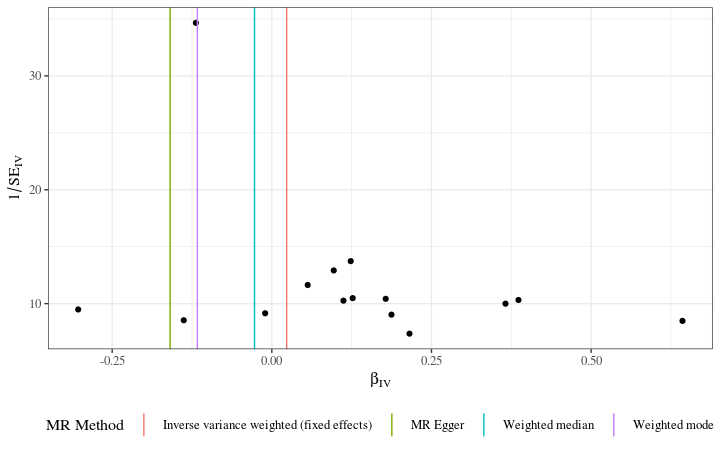 30
20
10
1/SE_IV
-0.25
0.00
0.25
0.50
β_IV
MR Method
Inverse variance weighted (fixed effects)
MR Egger
Weighted median
Weighted mode